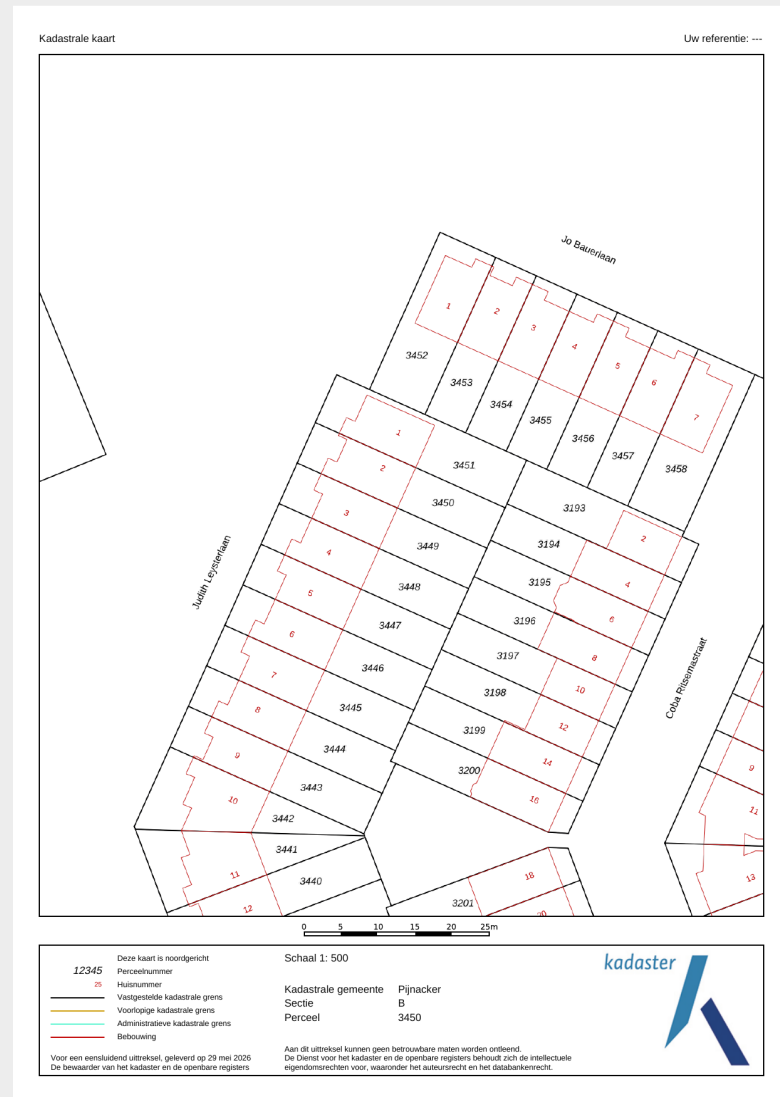 Kadastrale kaart
Uw referentie: ---
Jo Bauerlaan
1
2
3
4
5
6
7
3452
3453
3454
3455
3456
3457
3458
1
2
3
4
5
6
7
8
9
10
11
12
3451
3450
3449
3448
3447
3446
3445
3444
3443
3442
3441
3440
Judith Leysterlaan
3193
3194
3195
3196
3197
3198
3199
3200
3201
2
4
6
8
10
12
14
16
18
20
Coba Ritsemastraat
9
11
13
0 5 10 15 20 25m
Deze kaart is noordgericht
12345 Perceelnummer
25 Huisnummer
Vastgestelde kadastrale grens
Voorlopige kadastrale grens
Administratieve kadastrale grens
Bebouwing
Voor een eensluidend uittreksel, geleverd op 29 mei 2026
De bewaarder van het kadaster en de openbare registers
Schaal 1: 500
Kadastrale gemeente Pijnacker
Sectie B
Perceel 3450
Aan dit uittreksel kunnen geen betrouwbare maten worden ontleend.
De Dienst voor het kadaster en de openbare registers behoudt zich de intellectuele
eigendomsrechten voor, waaronder het auteursrecht en het databankenrecht.
kadaster